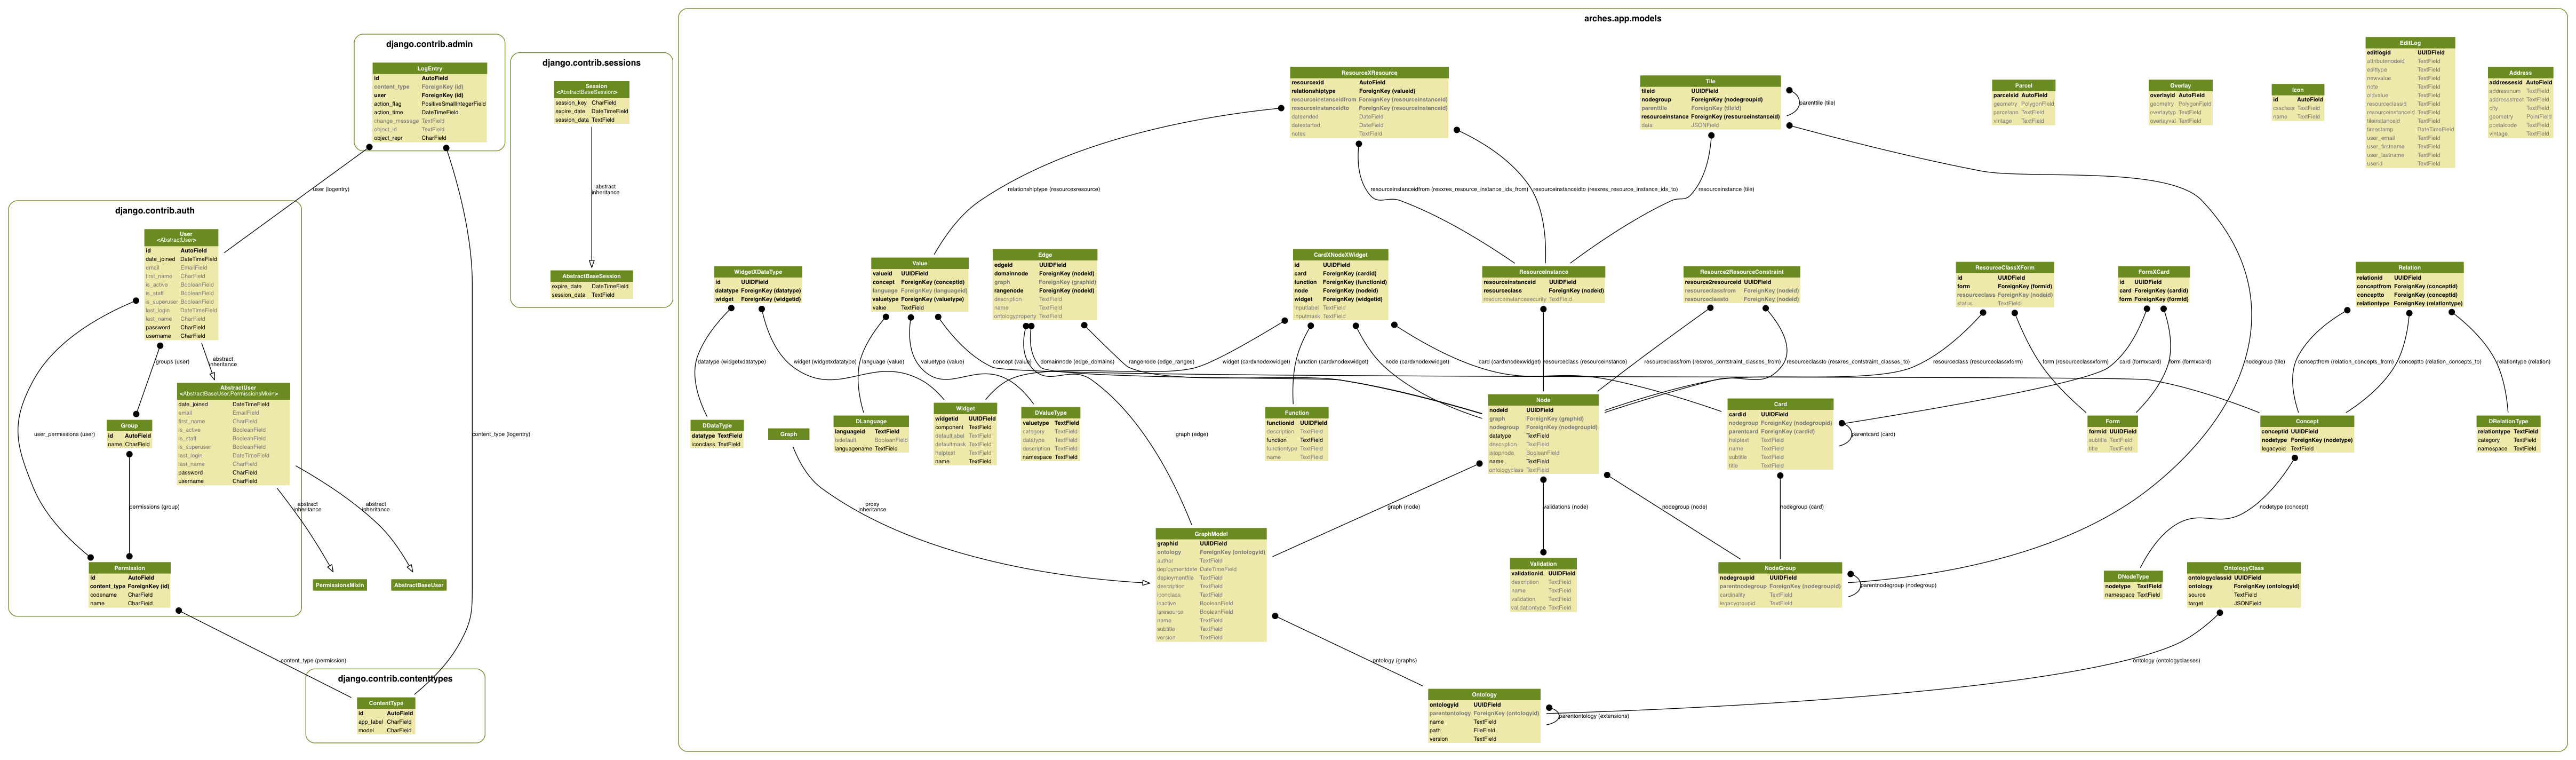 arches.app.models
django.contrib.admin
LogEntry
id AutoField
content_type ForeignKey (id)
user ForeignKey (id)
action_flag PositiveSmallIntegerField
action_time DateTimeField
change_message TextField
object_id TextField
object_repr CharField
django.contrib.sessions
Session
<AbstractBaseSession>
session_key CharField
expire_date DateTimeField
session_data TextField
abstract
inheritance
AbstractBaseSession
expire_date DateTimeField
session_data TextField
user (logentry)
content_type (logentry)
django.contrib.auth
User
<AbstractUser>
id AutoField
date_joined DateTimeField
email EmailField
first_name CharField
is_active BooleanField
is_staff BooleanField
is_superuser BooleanField
last_login DateTimeField
last_name CharField
password CharField
username CharField
groups (user)
abstract
inheritance
user_permissions (user)
AbstractUser
<AbstractBaseUser,PermissionsMixin>
date_joined DateTimeField
email EmailField
first_name CharField
is_active BooleanField
is_staff BooleanField
is_superuser BooleanField
last_login DateTimeField
last_name CharField
password CharField
username CharField
Group
id AutoField
name CharField
permissions (group)
abstract
inheritance
abstract
inheritance
Permission
id AutoField
content_type ForeignKey (id)
codename CharField
name CharField
PermissionsMixin
AbstractBaseUser
content_type (permission)
django.contrib.contenttypes
ContentType
id AutoField
app_label CharField
model CharField
ResourceXResource
resourcexid AutoField
relationshiptype ForeignKey (valueid)
resourceinstanceidfrom ForeignKey (resourceinstanceid)
resourceinstanceidto ForeignKey (resourceinstanceid)
dateended DateField
datestarted DateField
notes TextField
Tile
tileid UUIDField
nodegroup ForeignKey (nodegroupid)
parenttile ForeignKey (tileid)
resourceinstance ForeignKey (resourceinstanceid)
data JSONField
parenttile (tile)
Parcel
parcelsid AutoField
geometry PolygonField
parcelapn TextField
vintage TextField
Overlay
overlayid AutoField
geometry PolygonField
overlaytyp TextField
overlayval TextField
Icon
id AutoField
cssclass TextField
name TextField
EditLog
editlogid UUIDField
attributenodeid TextField
edittype TextField
newvalue TextField
note TextField
oldvalue TextField
resourceclassid TextField
resourceinstanceid TextField
tileinstanceid TextField
timestamp DateTimeField
user_email TextField
user_firstname TextField
user_lastname TextField
userid TextField
Address
addressesid AutoField
addressnum TextField
addressstreet TextField
city TextField
geometry PointField
postalcode TextField
vintage TextField
relationshiptype (resourcexresource)
resourceinstanceidfrom (resxres_resource_instance_ids_from)
resourceinstanceidto (resxres_resource_instance_ids_to)
resourceinstance (tile)
WidgetXDataType
id UUIDField
datatype ForeignKey (datatype)
widget ForeignKey (widgetid)
Value
valueid UUIDField
concept ForeignKey (conceptid)
language ForeignKey (languageid)
valuetype ForeignKey (valuetype)
value TextField
Edge
edgeid UUIDField
domainnode ForeignKey (nodeid)
graph ForeignKey (graphid)
rangenode ForeignKey (nodeid)
description TextField
name TextField
ontologyproperty TextField
CardXNodeXWidget
id UUIDField
card ForeignKey (cardid)
function ForeignKey (functionid)
node ForeignKey (nodeid)
widget ForeignKey (widgetid)
inputlabel TextField
inputmask TextField
ResourceInstance
resourceinstanceid UUIDField
resourceclass ForeignKey (nodeid)
resourceinstancesecurity TextField
Resource2ResourceConstraint
resource2resourceid UUIDField
resourceclassfrom ForeignKey (nodeid)
resourceclassto ForeignKey (nodeid)
ResourceClassXForm
id UUIDField
form ForeignKey (formid)
resourceclass ForeignKey (nodeid)
status TextField
FormXCard
id UUIDField
card ForeignKey (cardid)
form ForeignKey (formid)
Relation
relationid UUIDField
conceptfrom ForeignKey (conceptid)
conceptto ForeignKey (conceptid)
relationtype ForeignKey (relationtype)
datatype (widgetxdatatype)
widget (widgetxdatatype)
language (value)
valuetype (value)
concept (value)
domainnode (edge_domains)
rangenode (edge_ranges)
widget (cardxnodexwidget)
function (cardxnodexwidget)
node (cardxnodexwidget)
card (cardxnodexwidget)
resourceclass (resourceinstance)
resourceclassfrom (resxres_contstraint_classes_from)
resourceclassto (resxres_contstraint_classes_to)
resourceclass (resourceclassxform)
form (resourceclassxform)
card (formxcard)
form (formxcard)
nodegroup (tile)
conceptfrom (relation_concepts_from)
conceptto (relation_concepts_to)
relationtype (relation)
DDataType
datatype TextField
iconclass TextField
Graph
DLanguage
languageid TextField
isdefault BooleanField
languagename TextField
Widget
widgetid UUIDField
component TextField
defaultlabel TextField
defaultmask TextField
helptext TextField
name TextField
DValueType
valuetype TextField
category TextField
datatype TextField
description TextField
namespace TextField
graph (edge)
Function
functionid UUIDField
description TextField
function TextField
functiontype TextField
name TextField
Node
nodeid UUIDField
graph ForeignKey (graphid)
nodegroup ForeignKey (nodegroupid)
datatype TextField
description TextField
istopnode BooleanField
name TextField
ontologyclass TextField
Card
cardid UUIDField
nodegroup ForeignKey (nodegroupid)
parentcard ForeignKey (cardid)
helptext TextField
name TextField
subtitle TextField
title TextField
parentcard (card)
Form
formid UUIDField
subtitle TextField
title TextField
Concept
conceptid UUIDField
nodetype ForeignKey (nodetype)
legacyoid TextField
DRelationType
relationtype TextField
category TextField
namespace TextField
proxy
inheritance
graph (node)
validations (node)
nodegroup (node)
nodegroup (card)
nodetype (concept)
GraphModel
graphid UUIDField
ontology ForeignKey (ontologyid)
author TextField
deploymentdate DateTimeField
deploymentfile TextField
description TextField
iconclass TextField
isactive BooleanField
isresource BooleanField
name TextField
subtitle TextField
version TextField
Validation
validationid UUIDField
description TextField
name TextField
validation TextField
validationtype TextField
NodeGroup
nodegroupid UUIDField
parentnodegroup ForeignKey (nodegroupid)
cardinality TextField
legacygroupid TextField
parentnodegroup (nodegroup)
DNodeType
nodetype TextField
namespace TextField
OntologyClass
ontologyclassid UUIDField
ontology ForeignKey (ontologyid)
source TextField
target JSONField
ontology (graphs)
ontology (ontologyclasses)
Ontology
ontologyid UUIDField
parentontology ForeignKey (ontologyid)
name TextField
path FileField
version TextField
parentontology (extensions)